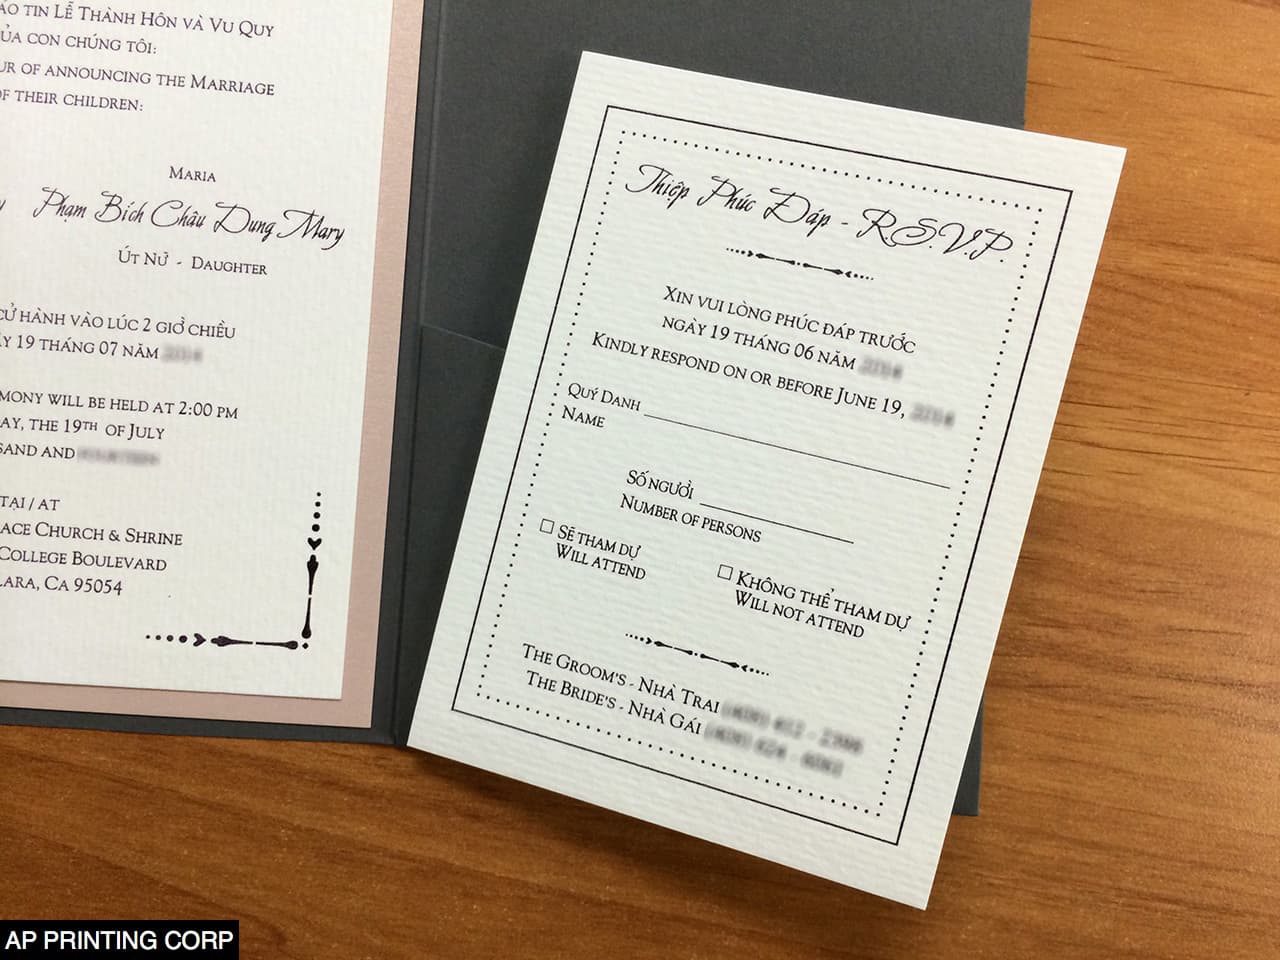 ÁO TIN LỄ THÀNH HÔN VÀ VU QUY
ỦA CON CHÚNG TÔI:
UR OF ANNOUNCING THE MARRIAGE
OF THEIR CHILDREN:
MARIA
y Phạm Bích Châu Dung Mary
ÚT NỮ - DAUGHTER
CỬ HÀNH VÀO LÚC 2 GIỜ CHIỀU
ÀY 19 THÁNG 07 NĂM
MONY WILL BE HELD AT 2:00 PM
DAY, THE 19TH OF JULY
SAND AND
TẠI / AT
ACE CHURCH & SHRINE
COLLEGE BOULEVARD
LARA, CA 95054
Thiệp Phúc Đáp - R.S.V.P.
XIN VUI LÒNG PHÚC ĐÁP TRƯỚC
NGÀY 19 THÁNG 06 NĂM
KINDLY RESPOND ON OR BEFORE JUNE 19,
QUÝ DANH
NAME
SỐ NGƯỜI
NUMBER OF PERSONS
SẼ THAM DỰ
WILL ATTEND
KHÔNG THỂ THAM DỰ
WILL NOT ATTEND
THE GROOM'S - NHÀ TRAI
THE BRIDE'S - NHÀ GÁI
AP PRINTING CORP